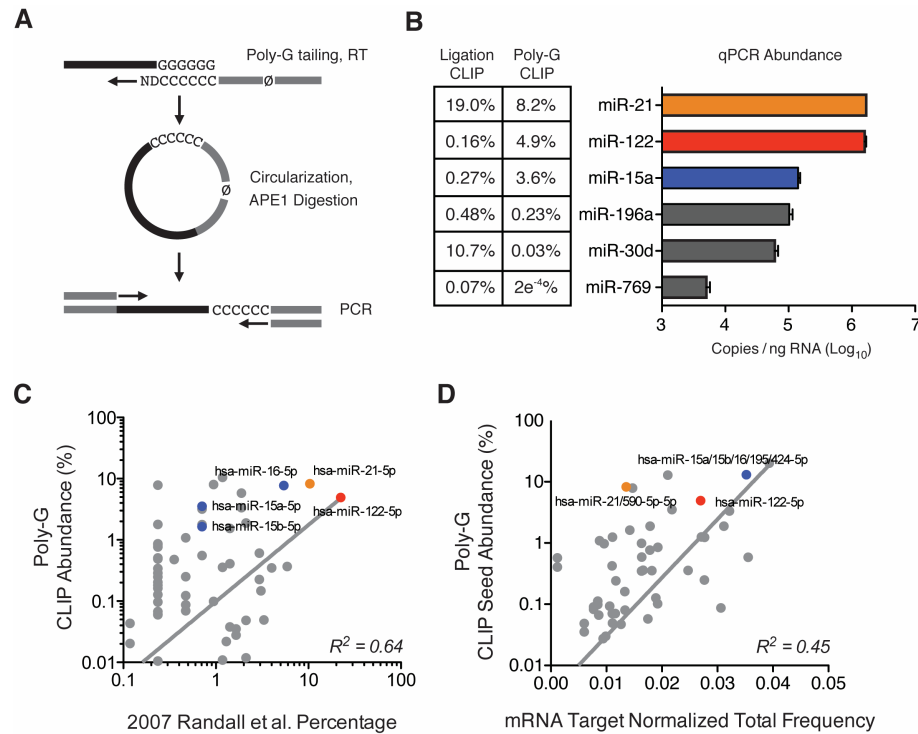 A
GGGGGG
Poly-G tailing, RT
NDCCCCCC
Ø
CCCCCC
Ø
Circularization,
APE1 Digestion
CCCCCC
PCR
B
Ligation CLIP
Poly-G CLIP
qPCR Abundance
19.0% 8.2% miR-21
0.16% 4.9% miR-122
0.27% 3.6% miR-15a
0.48% 0.23% miR-196a
10.7% 0.03% miR-30d
0.07% 2e-4% miR-769
3 4 5 6 7
Copies / ng RNA (Log10)
C
Poly-G
CLIP Abundance (%)
100
10
1
0.1
0.01
hsa-miR-16-5p
hsa-miR-21-5p
hsa-miR-15a-5p
hsa-miR-122-5p
hsa-miR-15b-5p
R2 = 0.64
0.1 1 10 100
2007 Randall et al. Percentage
D
Poly-G
CLIP Seed Abundance (%)
100
10
1
0.1
0.01
hsa-miR-15a/15b/16/195/424-5p
hsa-miR-21/590-5p-5p
hsa-miR-122-5p
R2 = 0.45
0.00 0.01 0.02 0.03 0.04 0.05
mRNA Target Normalized Total Frequency